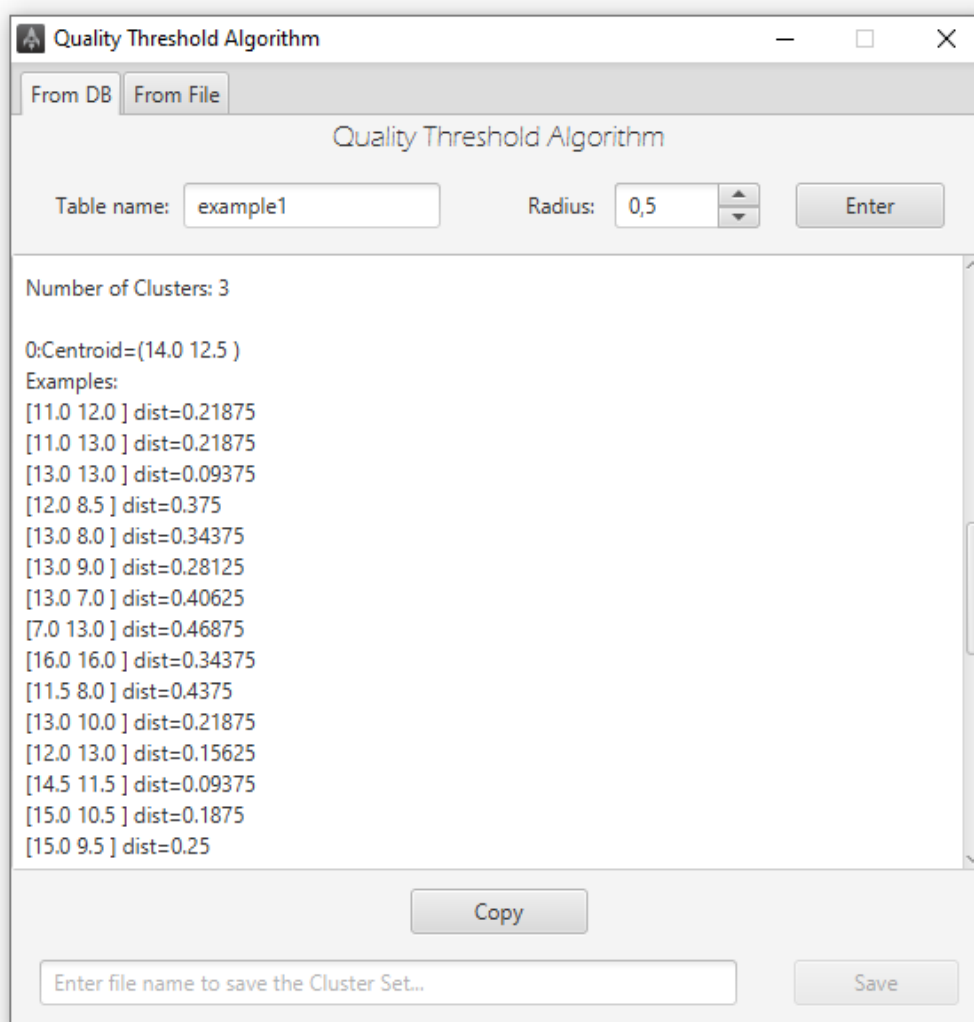 Quality Threshold Algorithm
From DB From File
Quality Threshold Algorithm
Table name: example1 Radius: 0,5 Enter
Number of Clusters: 3
0:Centroid=(14.0 12.5 )
Examples:
[11.0 12.0 ] dist=0.21875
[11.0 13.0 ] dist=0.21875
[13.0 13.0 ] dist=0.09375
[12.0 8.5 ] dist=0.375
[13.0 8.0 ] dist=0.34375
[13.0 9.0 ] dist=0.28125
[13.0 7.0 ] dist=0.40625
[7.0 13.0 ] dist=0.46875
[16.0 16.0 ] dist=0.34375
[11.5 8.0 ] dist=0.4375
[13.0 10.0 ] dist=0.21875
[12.0 13.0 ] dist=0.15625
[14.5 11.5 ] dist=0.09375
[15.0 10.5 ] dist=0.1875
[15.0 9.5 ] dist=0.25
Copy
Enter file name to save the Cluster Set... Save